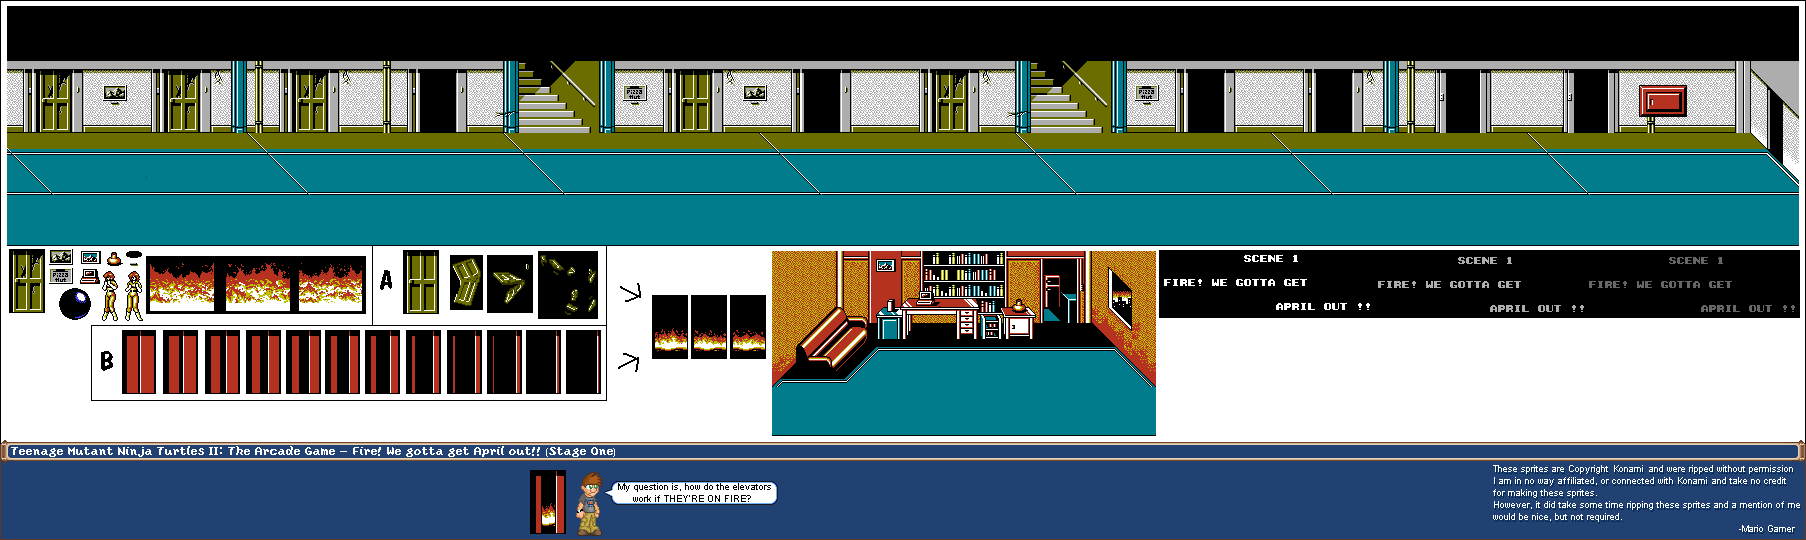 Pizza
Hut
Pizza
Hut
Pizza
Hut
A
B
SCENE 1
FIRE! WE GOTTA GET
APRIL OUT !!
SCENE 1
FIRE! WE GOTTA GET
APRIL OUT !!
SCENE 1
FIRE! WE GOTTA GET
APRIL OUT !!
Teenage Mutant Ninja Turtles II: The Arcade Game – Fire! We gotta get April out!! (Stage One)
My question is, how do the elevators
work if THEY'RE ON FIRE?
These sprites are Copyright Konami and were ripped without permission
I am in no way affiliated, or connected with Konami and take no credit
for making these sprites.
However, it did take some time ripping these sprites and a mention of me
would be nice, but not required.
-Mario Gamer